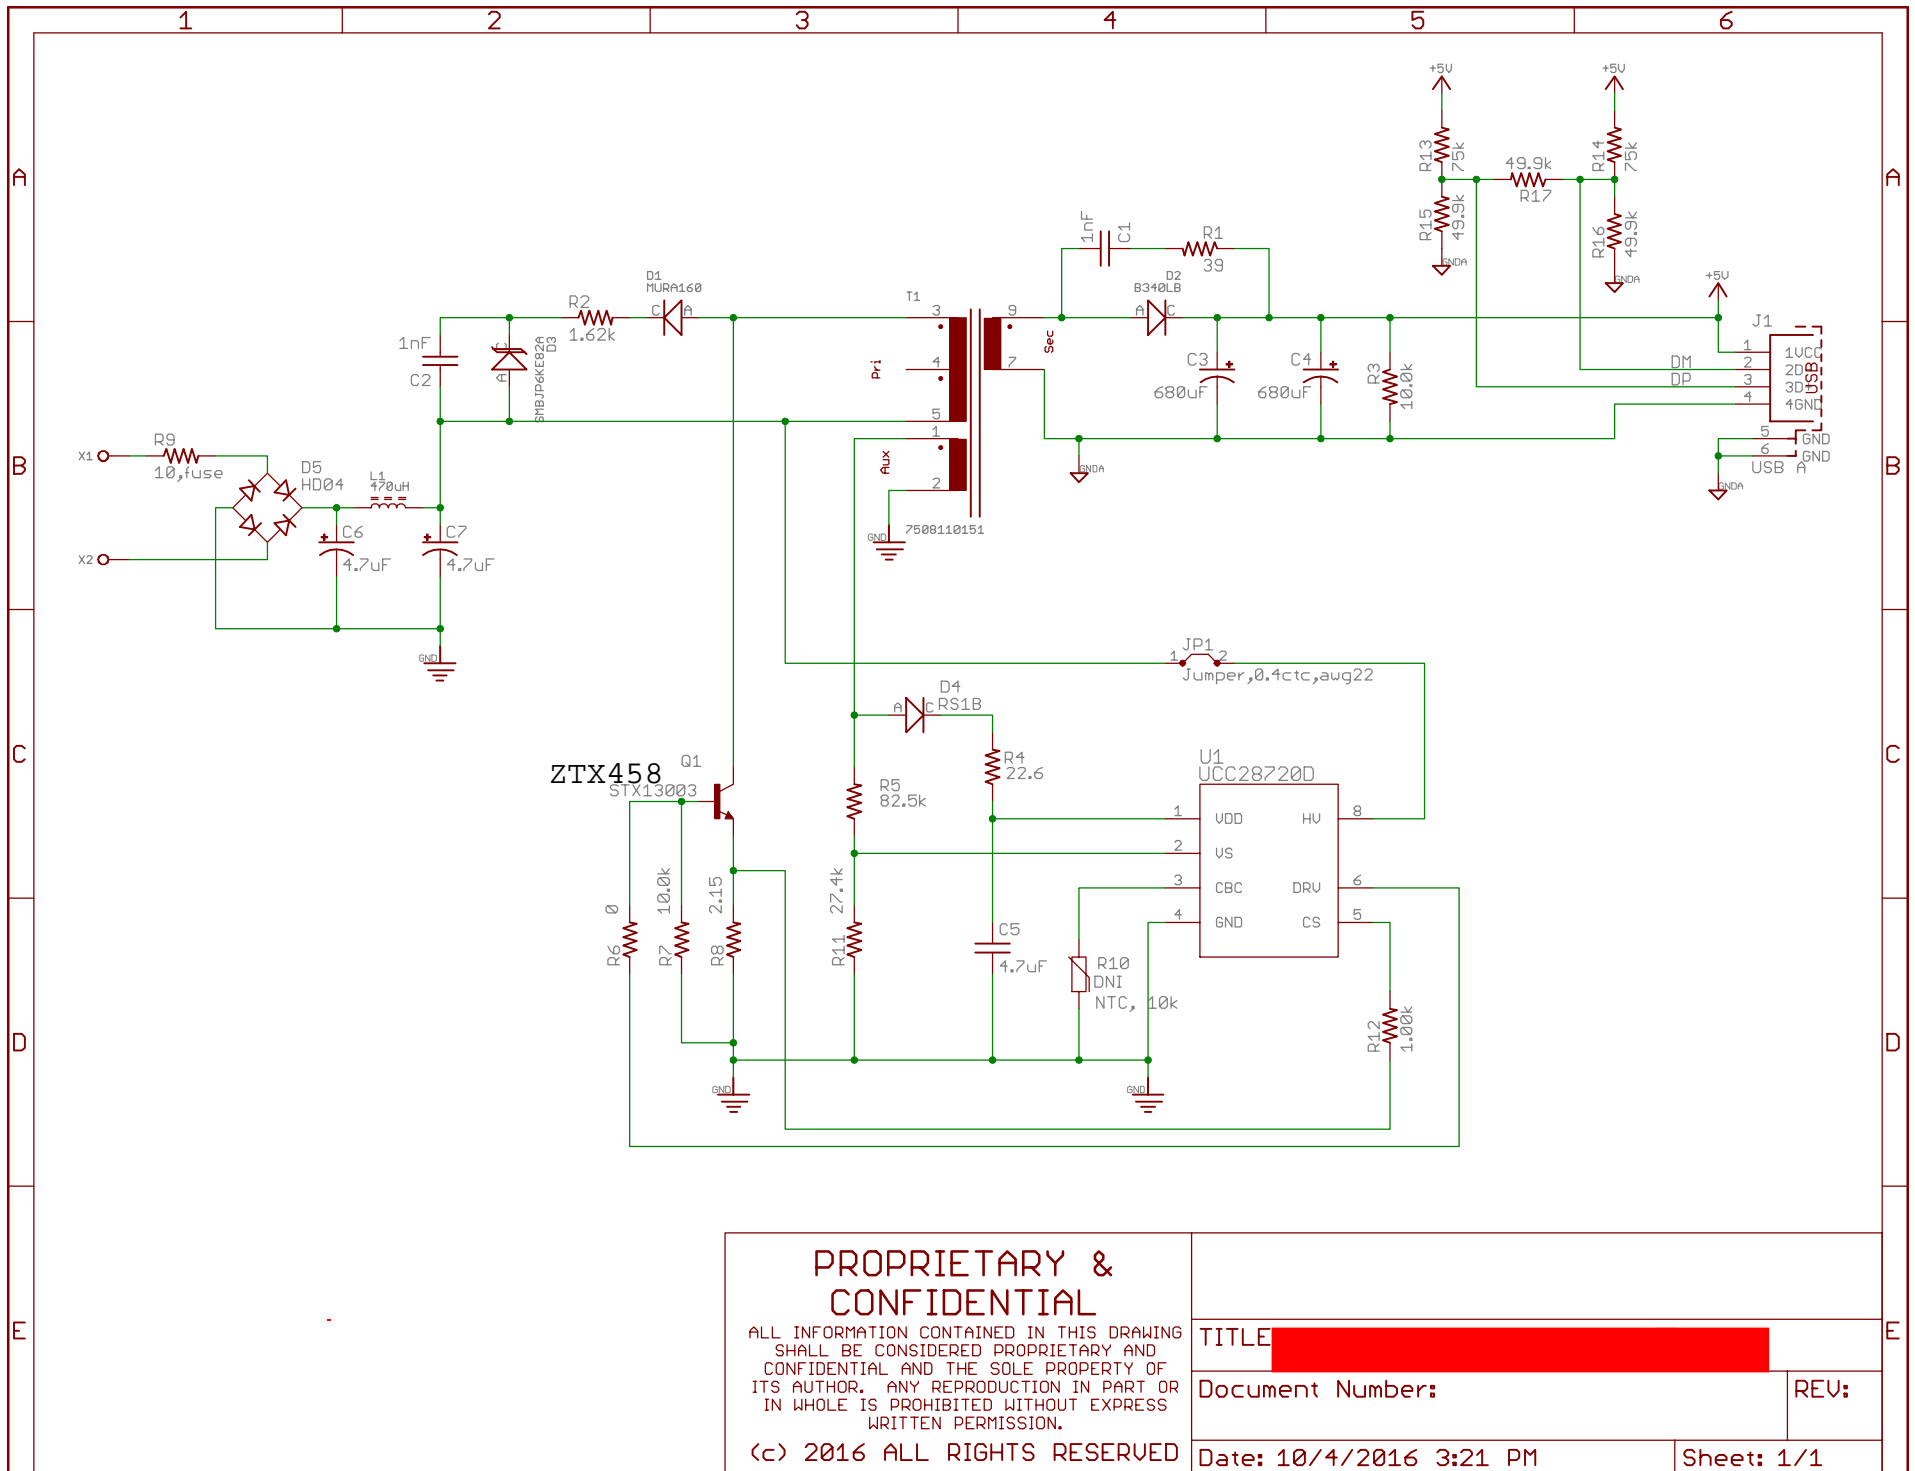 1 2 3 4 5 6
A A
B B
C C
D D
E E
+5V
+5V
R13
75k
R14
75k
49.9k
R17
R15
49.9k
R16
49.9k
GNDA
GNDA
1nF
C1
R1
39
D2
B340LB
A C
D1
MURA160
C A
R2
1.62k
T1
3
4
5
1
2
9
7
Pri
Sec
Aux
7508110151
GND
1nF
C2
C
A
D3
SMBJP6KE82A
C3
680uF
C4
680uF
R3
10.0k
GNDA
+5V
J1
1 1VCC
2 2D-
3 3D+
4 4GND
USB
DM
DP
5 GND
6 GND
USB A
GNDA
X1
R9
10,fuse
X2
D5
HD04
L1
470uH
C6
4.7uF
C7
4.7uF
GND
JP1
1 2
Jumper,0.4ctc,awg22
D4
A C RS1B
R4
22.6
ZTX458
Q1
STX13003
R5
82.5k
U1
UCC28720D
1 VDD HV 8
2 VS
3 CBC DRV 6
4 GND CS 5
R6
0
R7
10.0k
R8
2.15
R11
27.4k
C5
4.7uF
R10
DNI
NTC, 10k
R12
1.00k
GND
GND
PROPRIETARY &
CONFIDENTIAL
ALL INFORMATION CONTAINED IN THIS DRAWING
SHALL BE CONSIDERED PROPRIETARY AND
CONFIDENTIAL AND THE SOLE PROPERTY OF
ITS AUTHOR. ANY REPRODUCTION IN PART OR
IN WHOLE IS PROHIBITED WITHOUT EXPRESS
WRITTEN PERMISSION.
(c) 2016 ALL RIGHTS RESERVED
TITLE
Document Number:
REV:
Date: 10/4/2016 3:21 PM
Sheet: 1/1